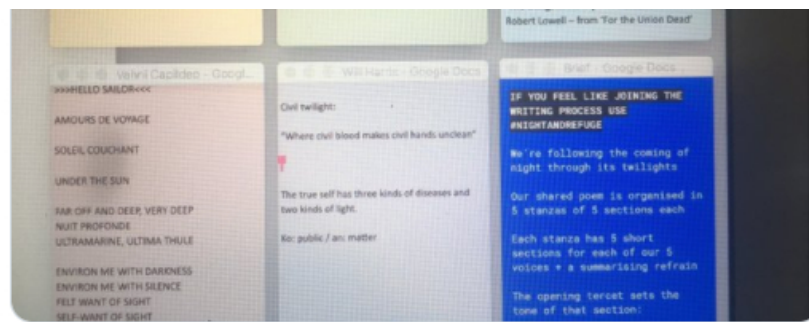 Robert Lowell – from 'For the Union Dead'
Vahni Capildeo - Googl...
>>>HELLO SAILOR<<<
AMOURS DE VOYAGE
SOLEIL COUCHANT
UNDER THE SUN
FAR OFF AND DEEP, VERY DEEP
NUIT PROFONDE
ULTRAMARINE, ULTIMA THULE
ENVIRON ME WITH DARKNESS
ENVIRON ME WITH SILENCE
FELT WANT OF SIGHT
SELF-WANT OF SIGHT
Will Harris - Google Docs
Civil twilight:
"Where civil blood makes civil hands unclean"
The true self has three kinds of diseases and
two kinds of light.
Ko: public / an: matter
Brief - Google Docs
IF YOU FEEL LIKE JOINING THE
WRITING PROCESS USE
#NIGHTANDREFUGE
We're following the coming of
night through its twilights
Our shared poem is organised in
5 stanzas of 5 sections each
Each stanza has 5 short
sections for each of our 5
voices + a summarising refrain
The opening tercet sets the
tone of that section: